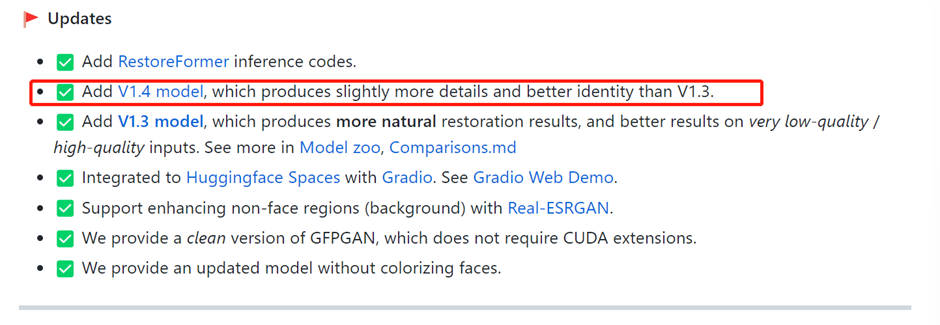 Updates
Add RestoreFormer inference codes.
Add V1.4 model, which produces slightly more details and better identity than V1.3.
Add V1.3 model, which produces more natural restoration results, and better results on very low-quality /
high-quality inputs. See more in Model zoo, Comparisons.md
Integrated to Huggingface Spaces with Gradio. See Gradio Web Demo.
Support enhancing non-face regions (background) with Real-ESRGAN.
We provide a clean version of GFPGAN, which does not require CUDA extensions.
We provide an updated model without colorizing faces.